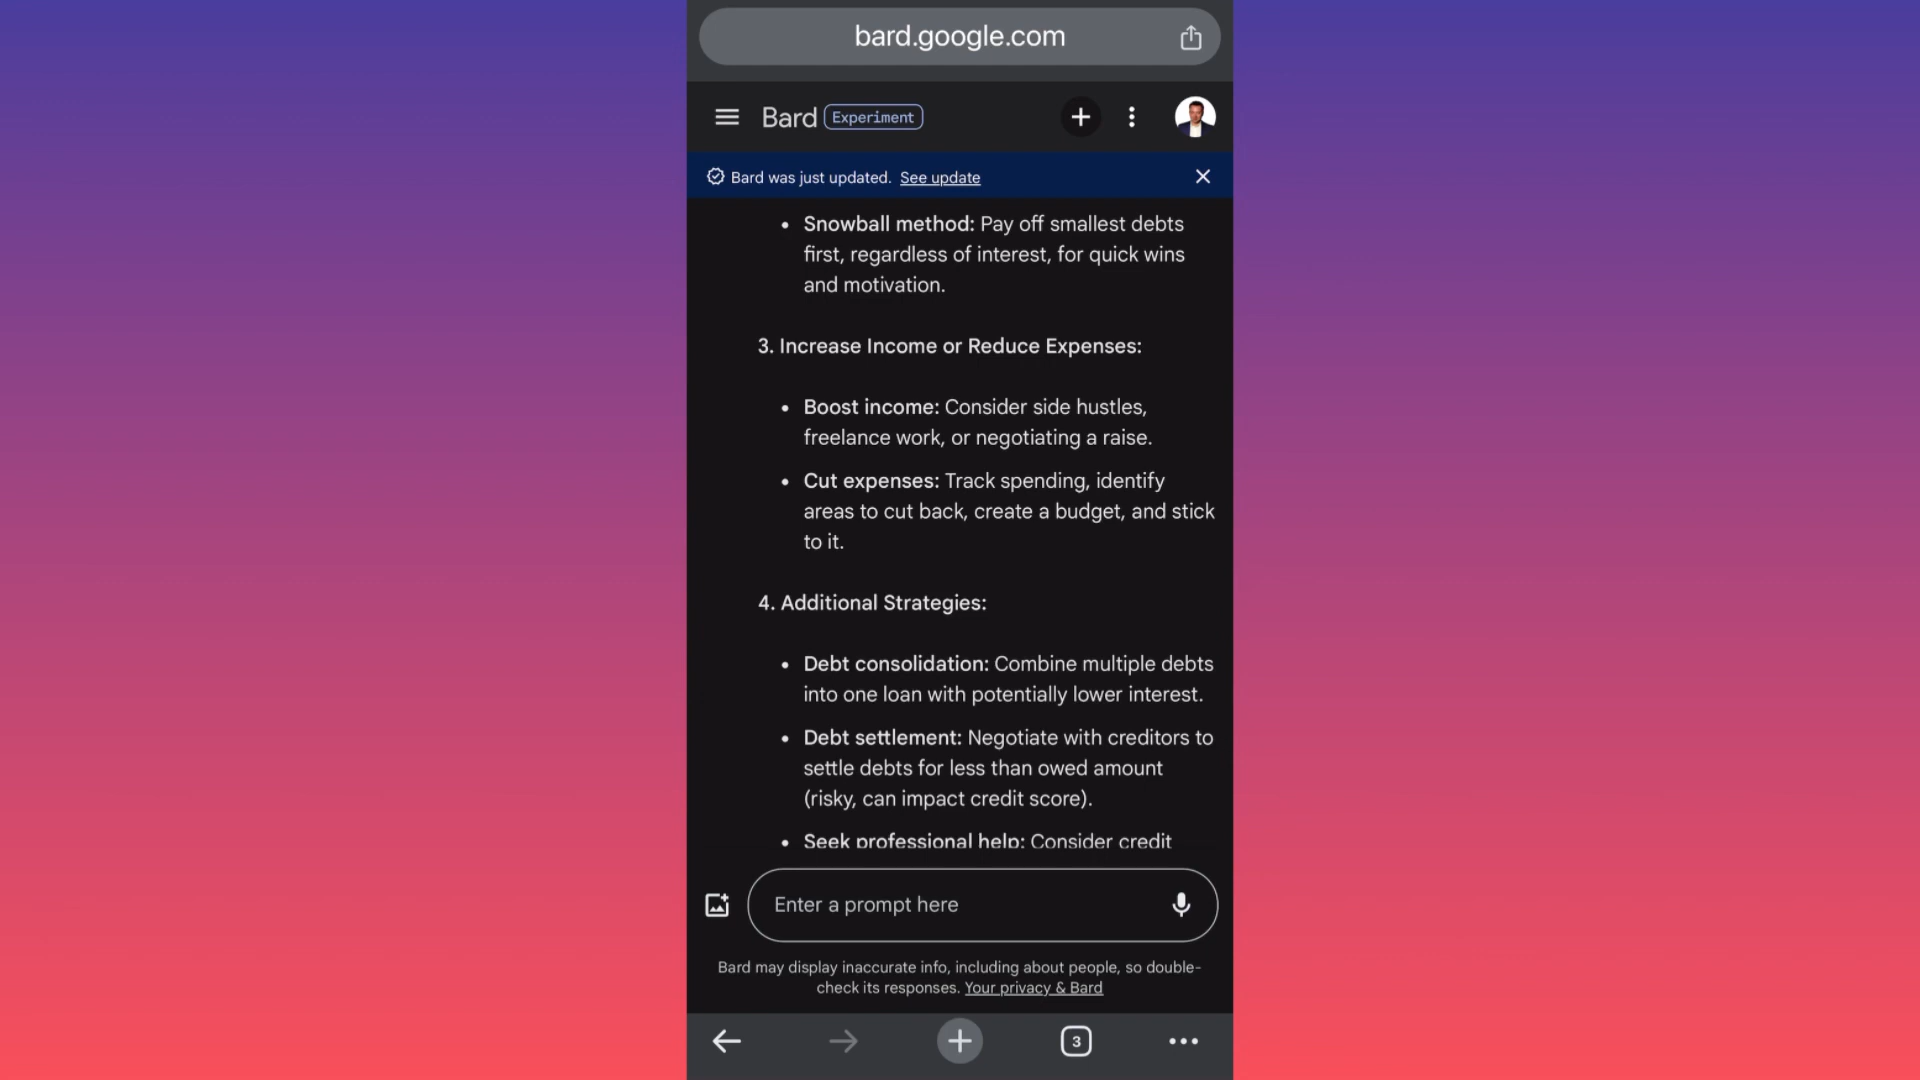 bard.google.com
Bard Experiment
Bard was just updated. See update
• Snowball method: Pay off smallest debts
first, regardless of interest, for quick wins
and motivation.
3. Increase Income or Reduce Expenses:
• Boost income: Consider side hustles,
freelance work, or negotiating a raise.
• Cut expenses: Track spending, identify
areas to cut back, create a budget, and stick
to it.
4. Additional Strategies:
• Debt consolidation: Combine multiple debts
into one loan with potentially lower interest.
• Debt settlement: Negotiate with creditors to
settle debts for less than owed amount
(risky, can impact credit score).
• Seek professional help: Consider credit
Enter a prompt here
Bard may display inaccurate info, including about people, so double-
check its responses. Your privacy & Bard
3